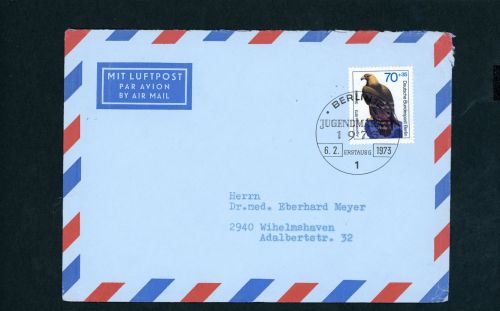 MIT LUFTPOST
PAR AVION
BY AIR MAIL
70+35
Deutsche Bundespost Berlin
BERLIN
6.2. ERSTAUSG 1973
1
Herrn
Dr.med. Eberhard Meyer
2940 Wihelmshaven
Adalbertstr. 32